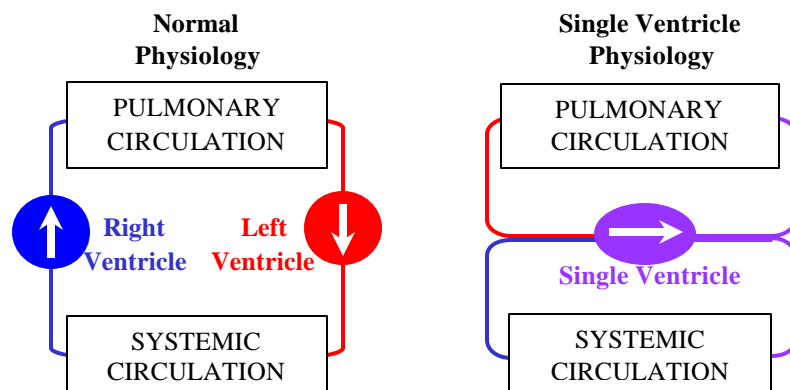 Normal
Physiology
PULMONARY
CIRCULATION
Right
Ventricle
Left
Ventricle
SYSTEMIC
CIRCULATION
Single Ventricle
Physiology
PULMONARY
CIRCULATION
Single Ventricle
SYSTEMIC
CIRCULATION